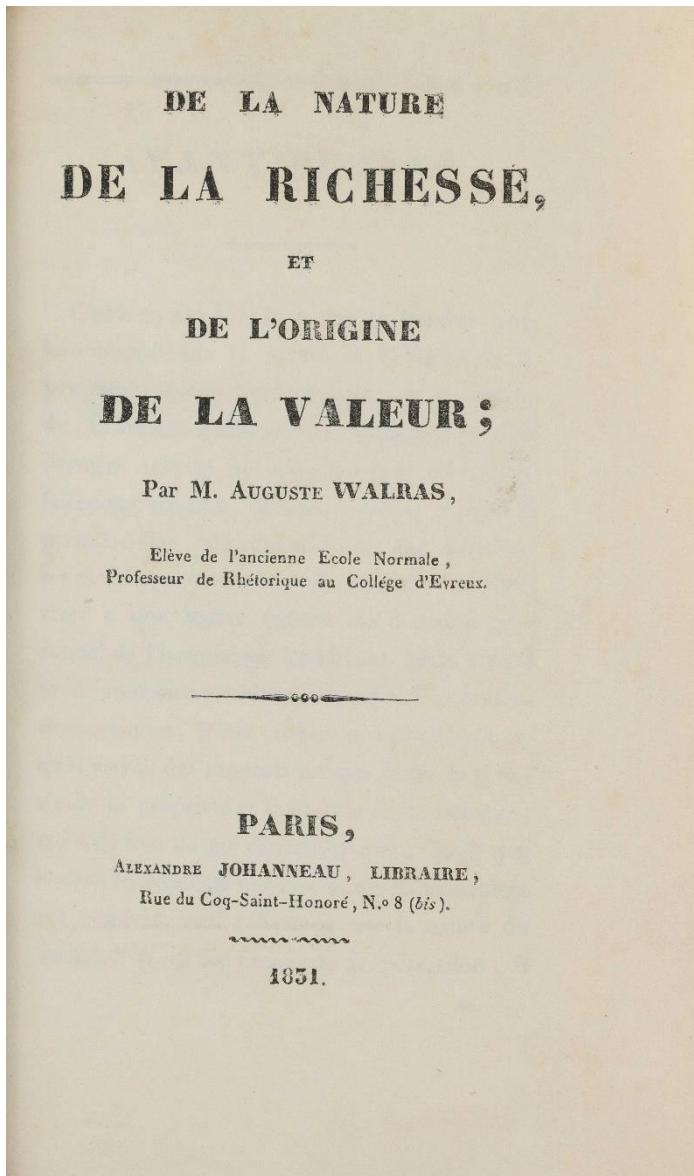 DE LA NATURE
DE LA RICHESSE,
ET
DE L'ORIGINE
DE LA VALEUR;
Par M. AUGUSTE WALRAS,
Elève de l'ancienne Ecole Normale,
Professeur de Rhétorique au Collége d'Evreux.
PARIS,
ALEXANDRE JOHANNEAU, LIBRAIRE,
Rue du Coq-Saint-Honoré, N.º 8 (bis).
1831.